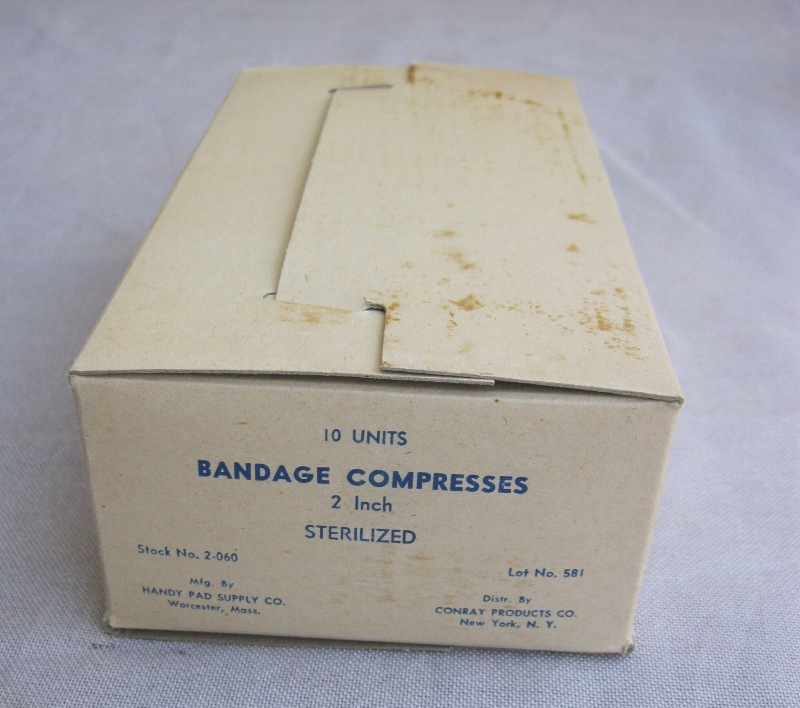 10 UNITS
BANDAGE COMPRESSES
2 Inch
STERILIZED
Stock No. 2-060
Lot No. 581
Mfg. By
HANDY PAD SUPPLY CO.
Worcester, Mass.
Distr. By
CONRAY PRODUCTS CO.
New York, N. Y.